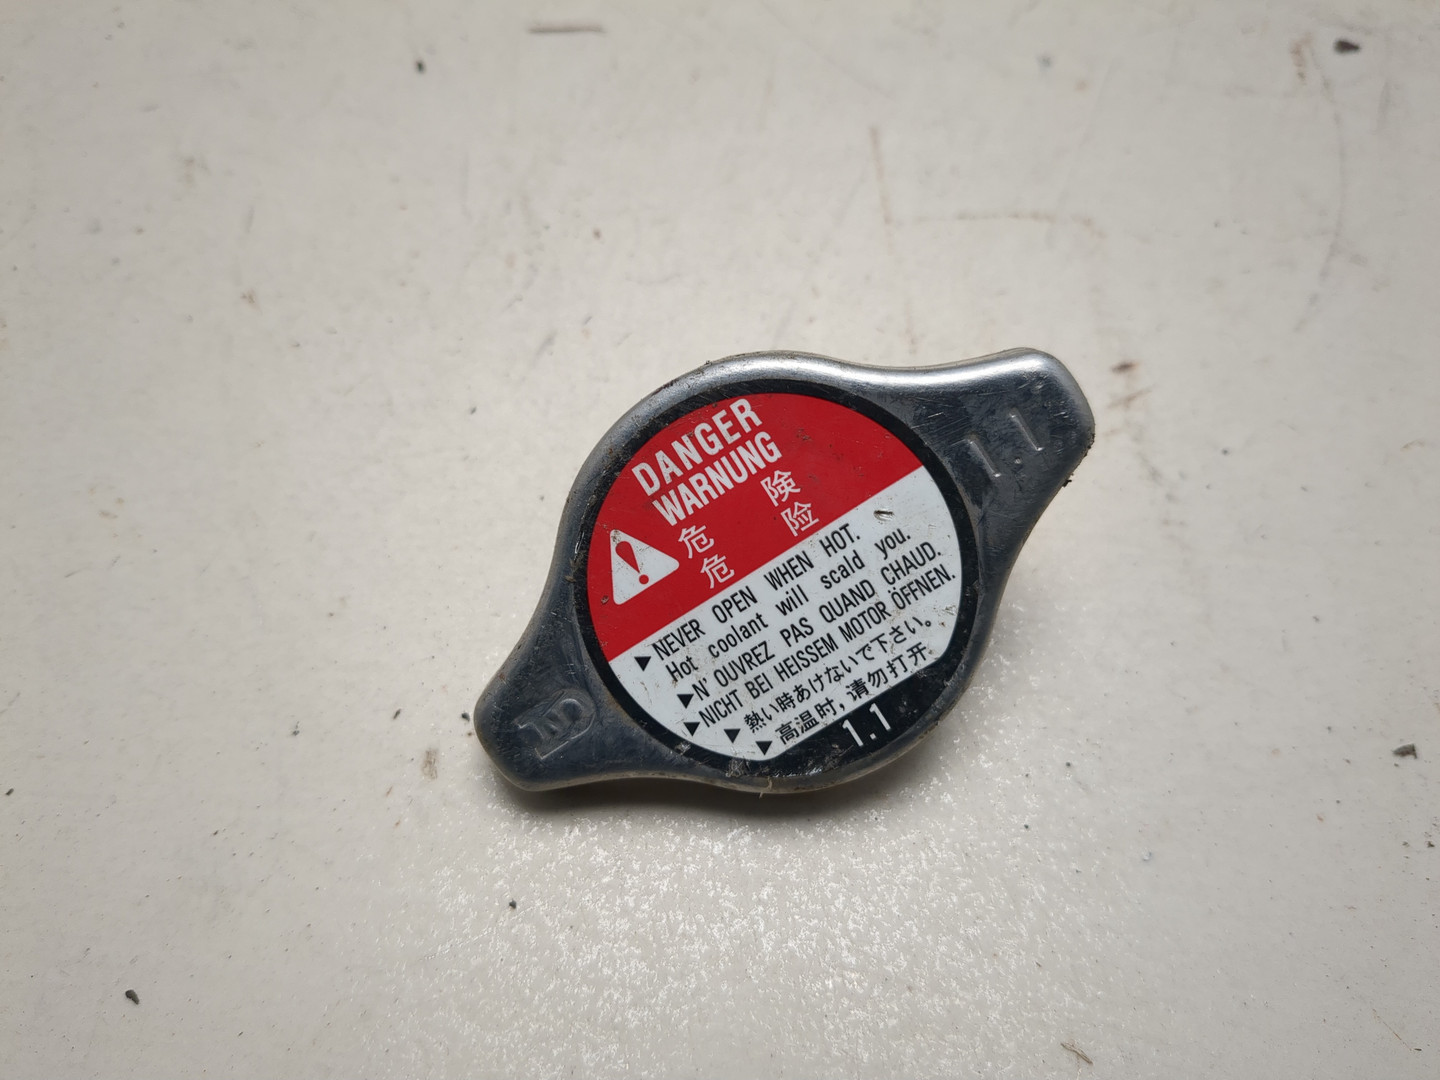 DANGER
WARNUNG
危 険
危 险
▶NEVER OPEN WHEN HOT.
Hot coolant will scald you.
▶N' OUVREZ PAS QUAND CHAUD.
▶NICHT BEI HEISSEM MOTOR ÖFFNEN.
▶熱い時あけないで下さい。
▶高温时,请勿打开
1.1
1 1